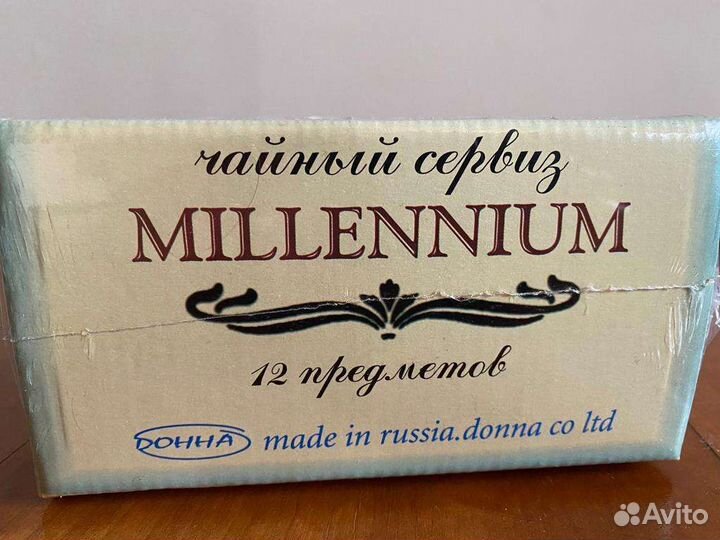 чайный сервиз
MILLENNIUM
12 предметов
ДОННА made in russia.donna co ltd
Avito